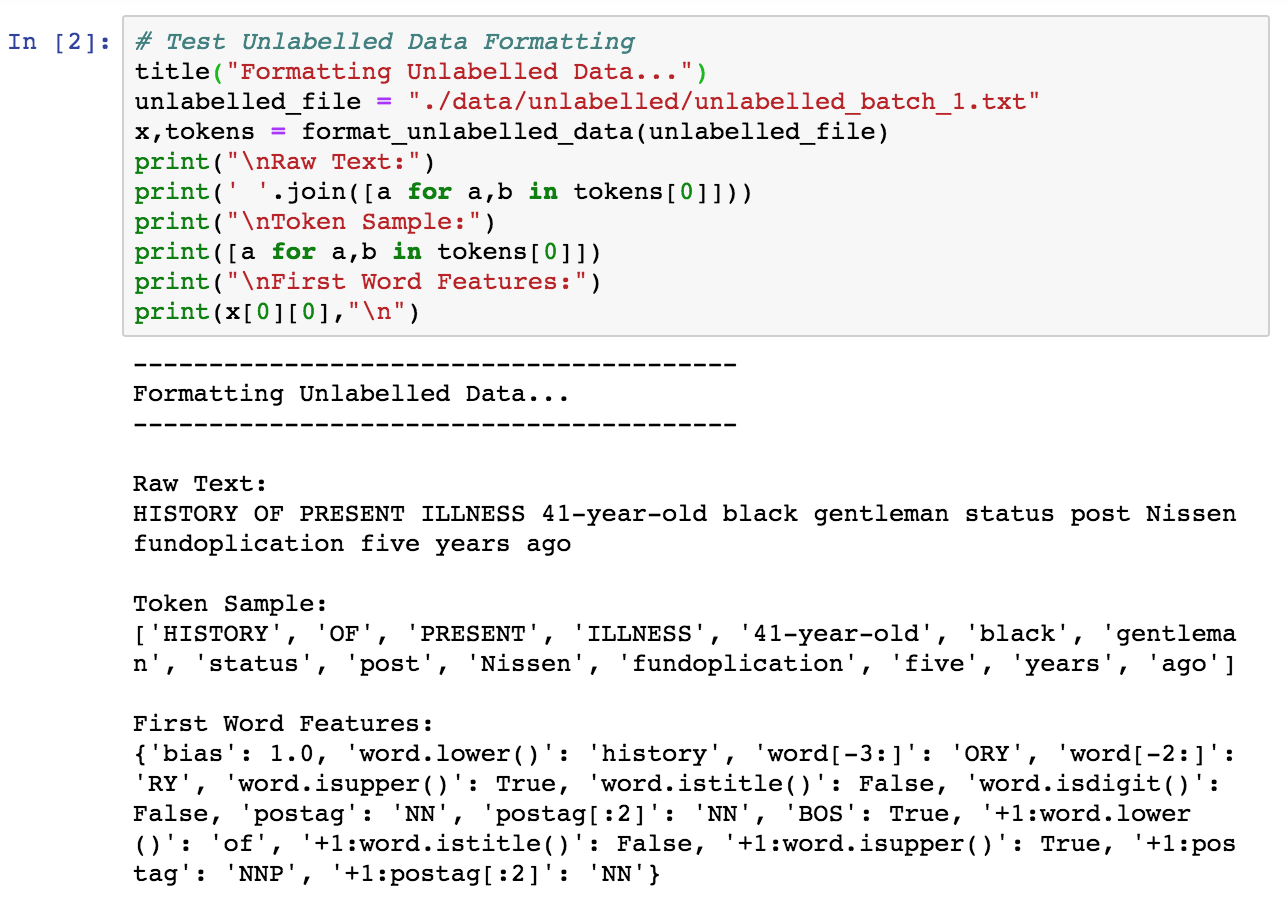 In [2]:
# Test Unlabelled Data Formatting
title("Formatting Unlabelled Data...")
unlabelled_file = "./data/unlabelled/unlabelled_batch_1.txt"
x,tokens = format_unlabelled_data(unlabelled_file)
print("\nRaw Text:")
print(' '.join([a for a,b in tokens[0]]))
print("\nToken Sample:")
print([a for a,b in tokens[0]])
print("\nFirst Word Features:")
print(x[0][0],"\n")
----------------------------------------
Formatting Unlabelled Data...
----------------------------------------
Raw Text:
HISTORY OF PRESENT ILLNESS 41-year-old black gentleman status post Nissen
fundoplication five years ago
Token Sample:
['HISTORY', 'OF', 'PRESENT', 'ILLNESS', '41-year-old', 'black', 'gentlema
n', 'status', 'post', 'Nissen', 'fundoplication', 'five', 'years', 'ago']
First Word Features:
{'bias': 1.0, 'word.lower()': 'history', 'word[-3:]': 'ORY', 'word[-2:]':
'RY', 'word.isupper()': True, 'word.istitle()': False, 'word.isdigit()':
False, 'postag': 'NN', 'postag[:2]': 'NN', 'BOS': True, '+1:word.lower
()': 'of', '+1:word.istitle()': False, '+1:word.isupper()': True, '+1:pos
tag': 'NNP', '+1:postag[:2]': 'NN'}